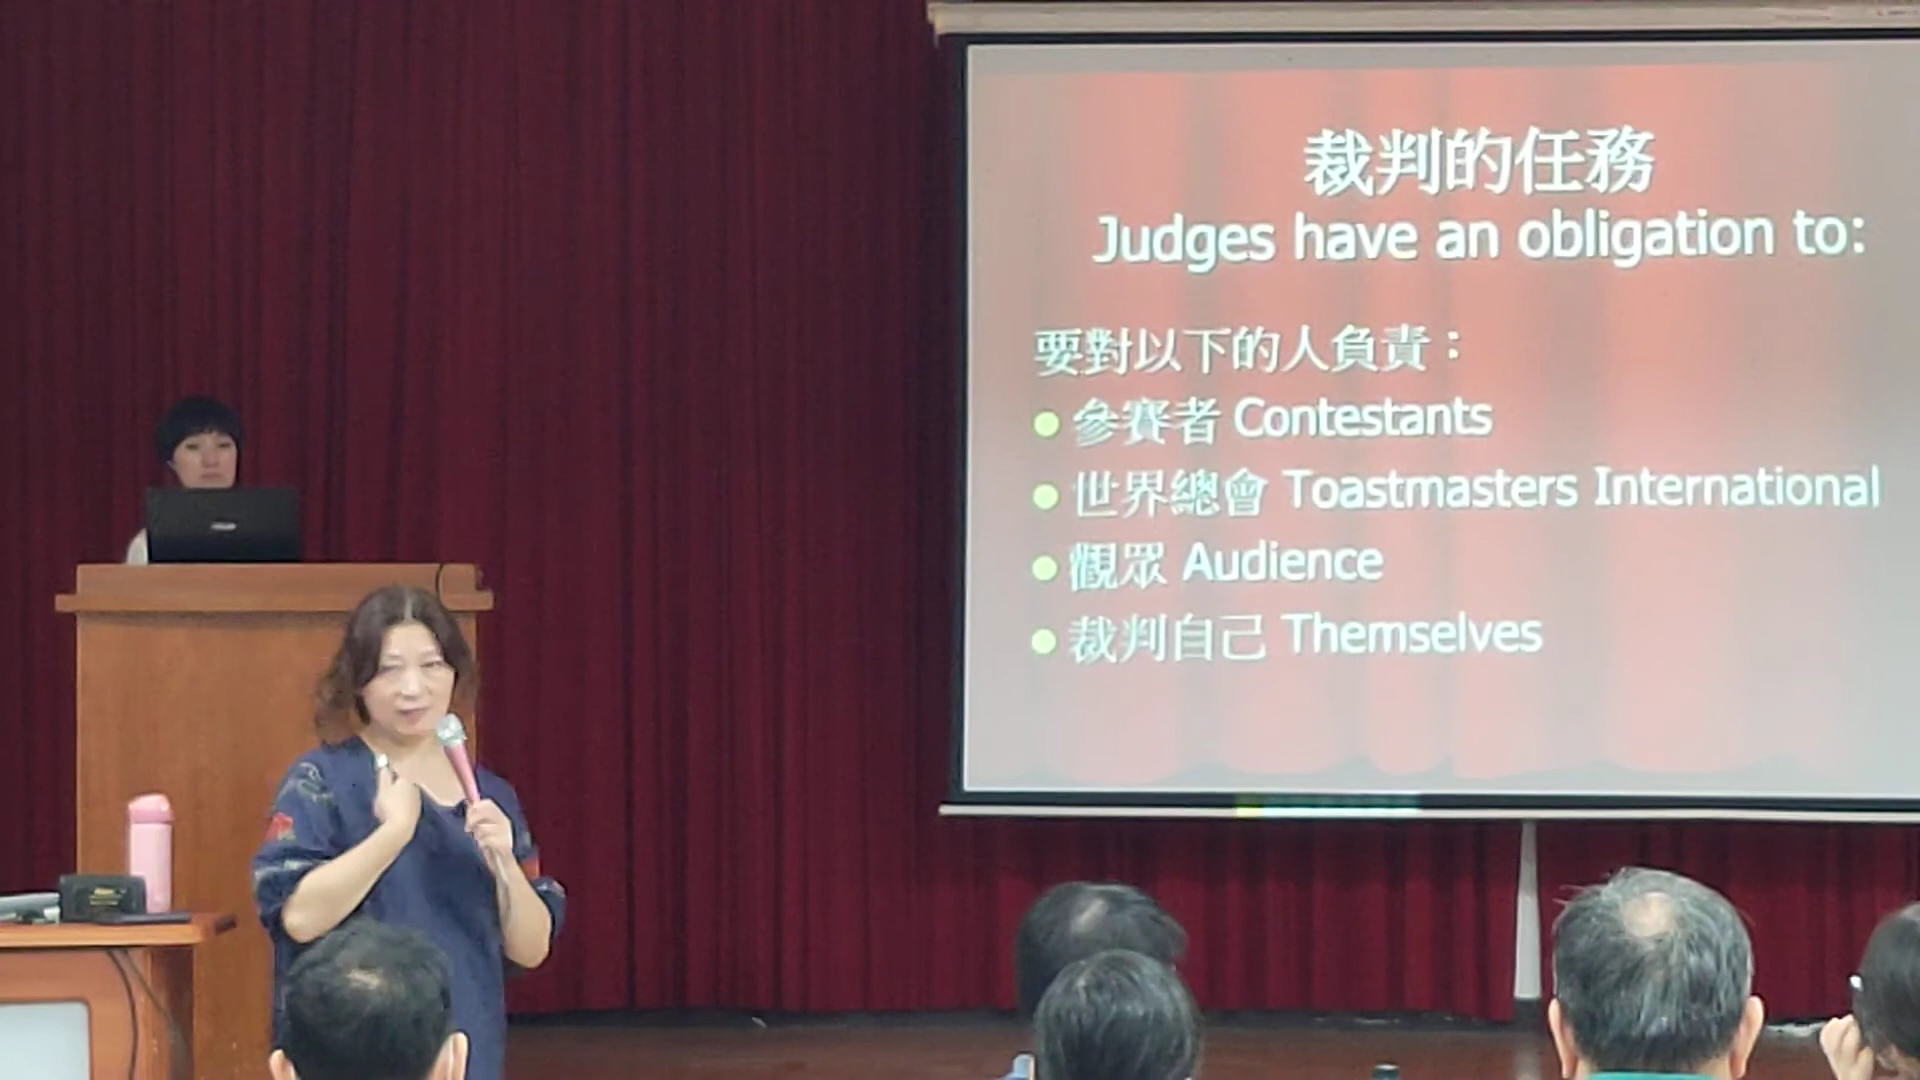 裁判的任務
Judges have an obligation to:
要對以下的人負責：
參賽者 Contestants
世界總會 Toastmasters International
觀眾 Audience
裁判自己 Themselves